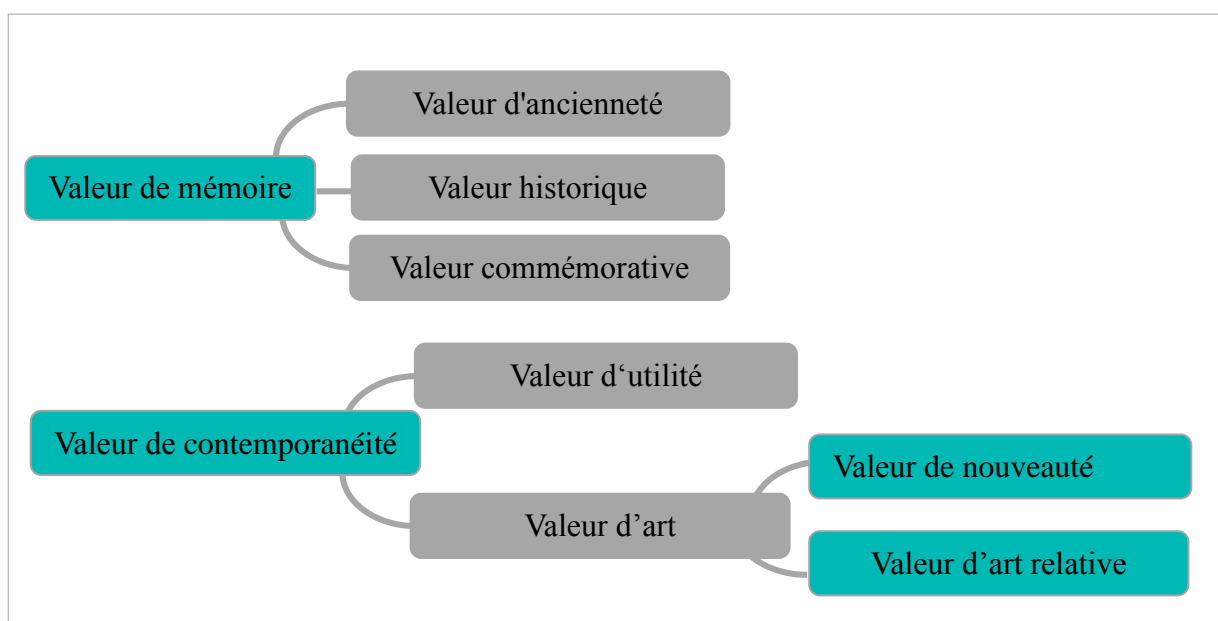 Valeur d'ancienneté
Valeur de mémoire
Valeur historique
Valeur commémorative
Valeur d‘utilité
Valeur de contemporanéité
Valeur de nouveauté
Valeur d’art
Valeur d’art relative